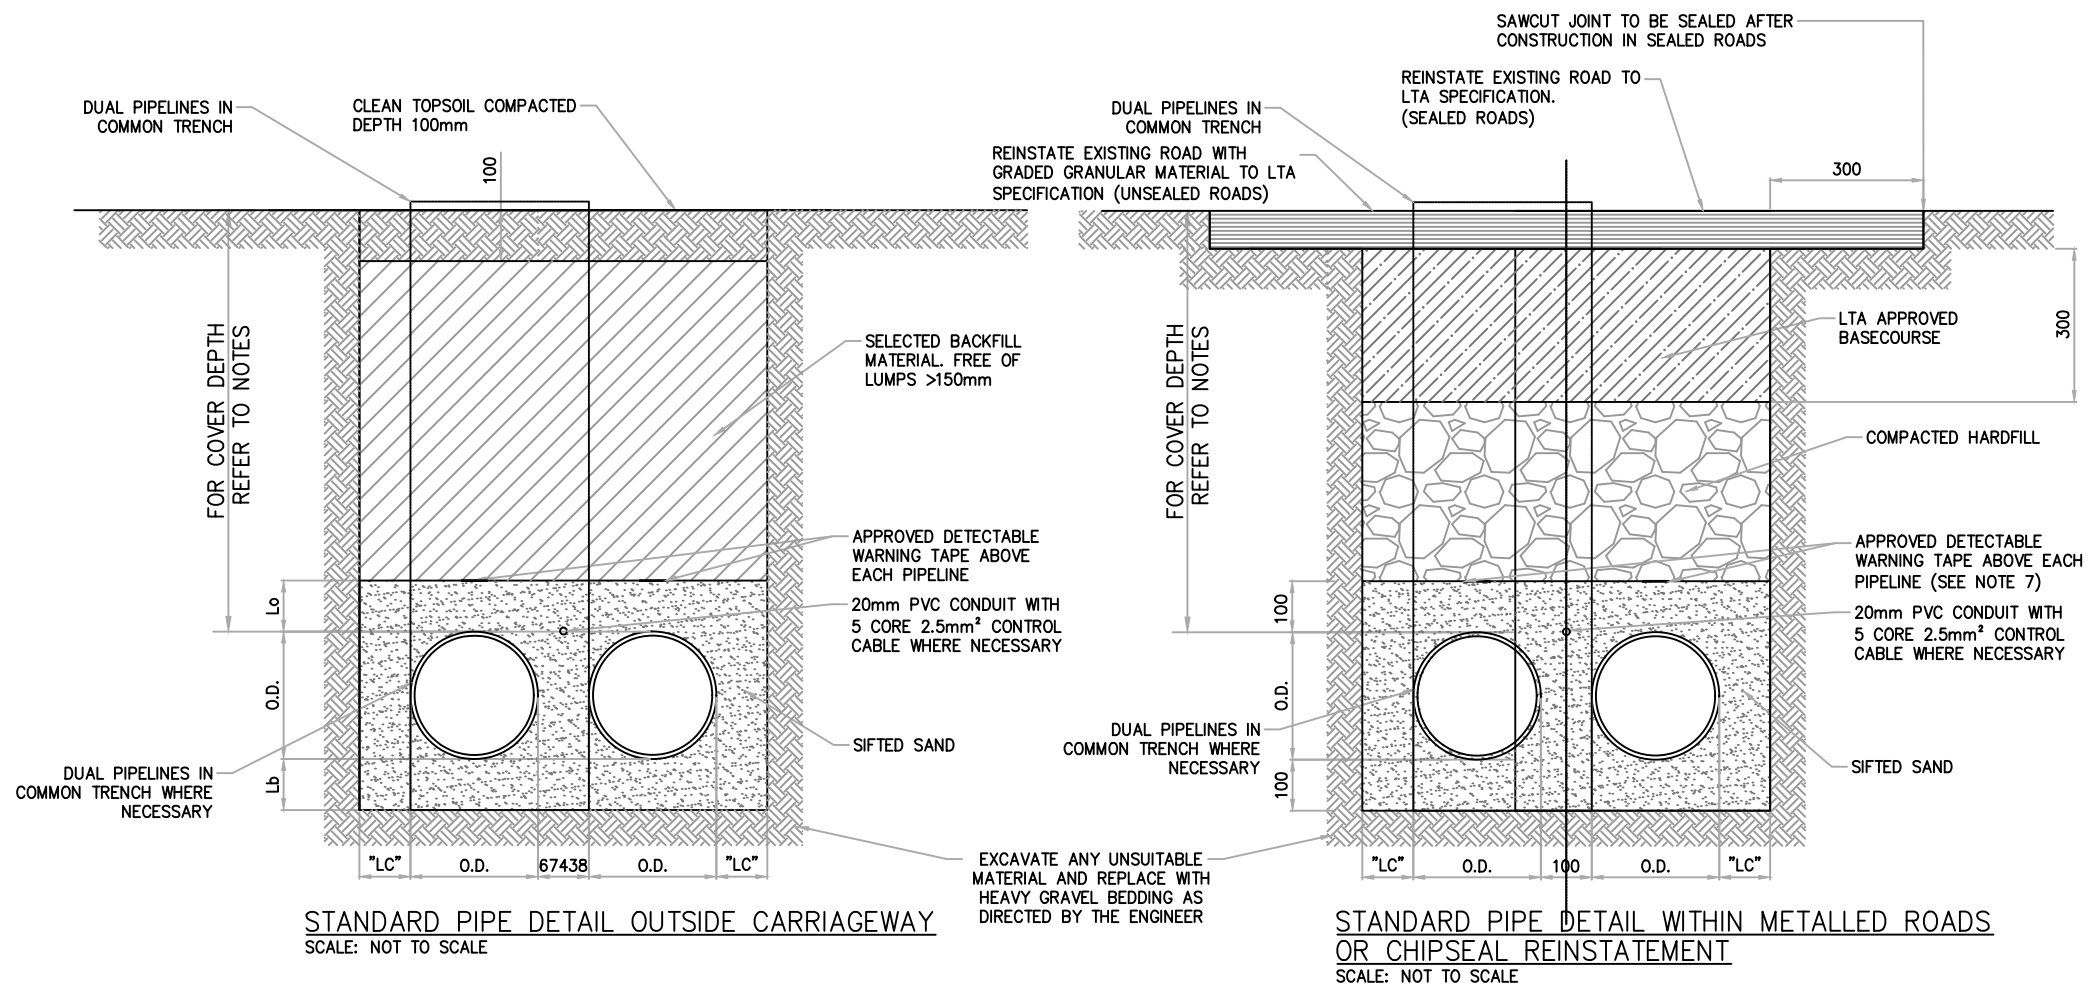 DUAL PIPELINES IN
COMMON TRENCH
CLEAN TOPSOIL COMPACTED
DEPTH 100mm
100
FOR COVER DEPTH
REFER TO NOTES
SELECTED BACKFILL
MATERIAL. FREE OF
LUMPS >150mm
APPROVED DETECTABLE
WARNING TAPE ABOVE
EACH PIPELINE
20mm PVC CONDUIT WITH
5 CORE 2.5mm² CONTROL
CABLE WHERE NECESSARY
Lo
O.D.
Lb
SIFTED SAND
DUAL PIPELINES IN
COMMON TRENCH WHERE
NECESSARY
"LC"
O.D.
67438
O.D.
"LC"
EXCAVATE ANY UNSUITABLE
MATERIAL AND REPLACE WITH
HEAVY GRAVEL BEDDING AS
DIRECTED BY THE ENGINEER
STANDARD PIPE DETAIL OUTSIDE CARRIAGEWAY
SCALE: NOT TO SCALE
SAWCUT JOINT TO BE SEALED AFTER
CONSTRUCTION IN SEALED ROADS
REINSTATE EXISTING ROAD TO
LTA SPECIFICATION.
(SEALED ROADS)
DUAL PIPELINES IN
COMMON TRENCH
REINSTATE EXISTING ROAD WITH
GRADED GRANULAR MATERIAL TO LTA
SPECIFICATION (UNSEALED ROADS)
300
300
FOR COVER DEPTH
REFER TO NOTES
LTA APPROVED
BASECOURSE
COMPACTED HARDFILL
APPROVED DETECTABLE
WARNING TAPE ABOVE EACH
PIPELINE (SEE NOTE 7)
20mm PVC CONDUIT WITH
5 CORE 2.5mm² CONTROL
CABLE WHERE NECESSARY
100
O.D.
100
DUAL PIPELINES IN
COMMON TRENCH WHERE
NECESSARY
SIFTED SAND
"LC"
O.D.
100
O.D.
"LC"
STANDARD PIPE DETAIL WITHIN METALLED ROADS
OR CHIPSEAL REINSTATEMENT
SCALE: NOT TO SCALE